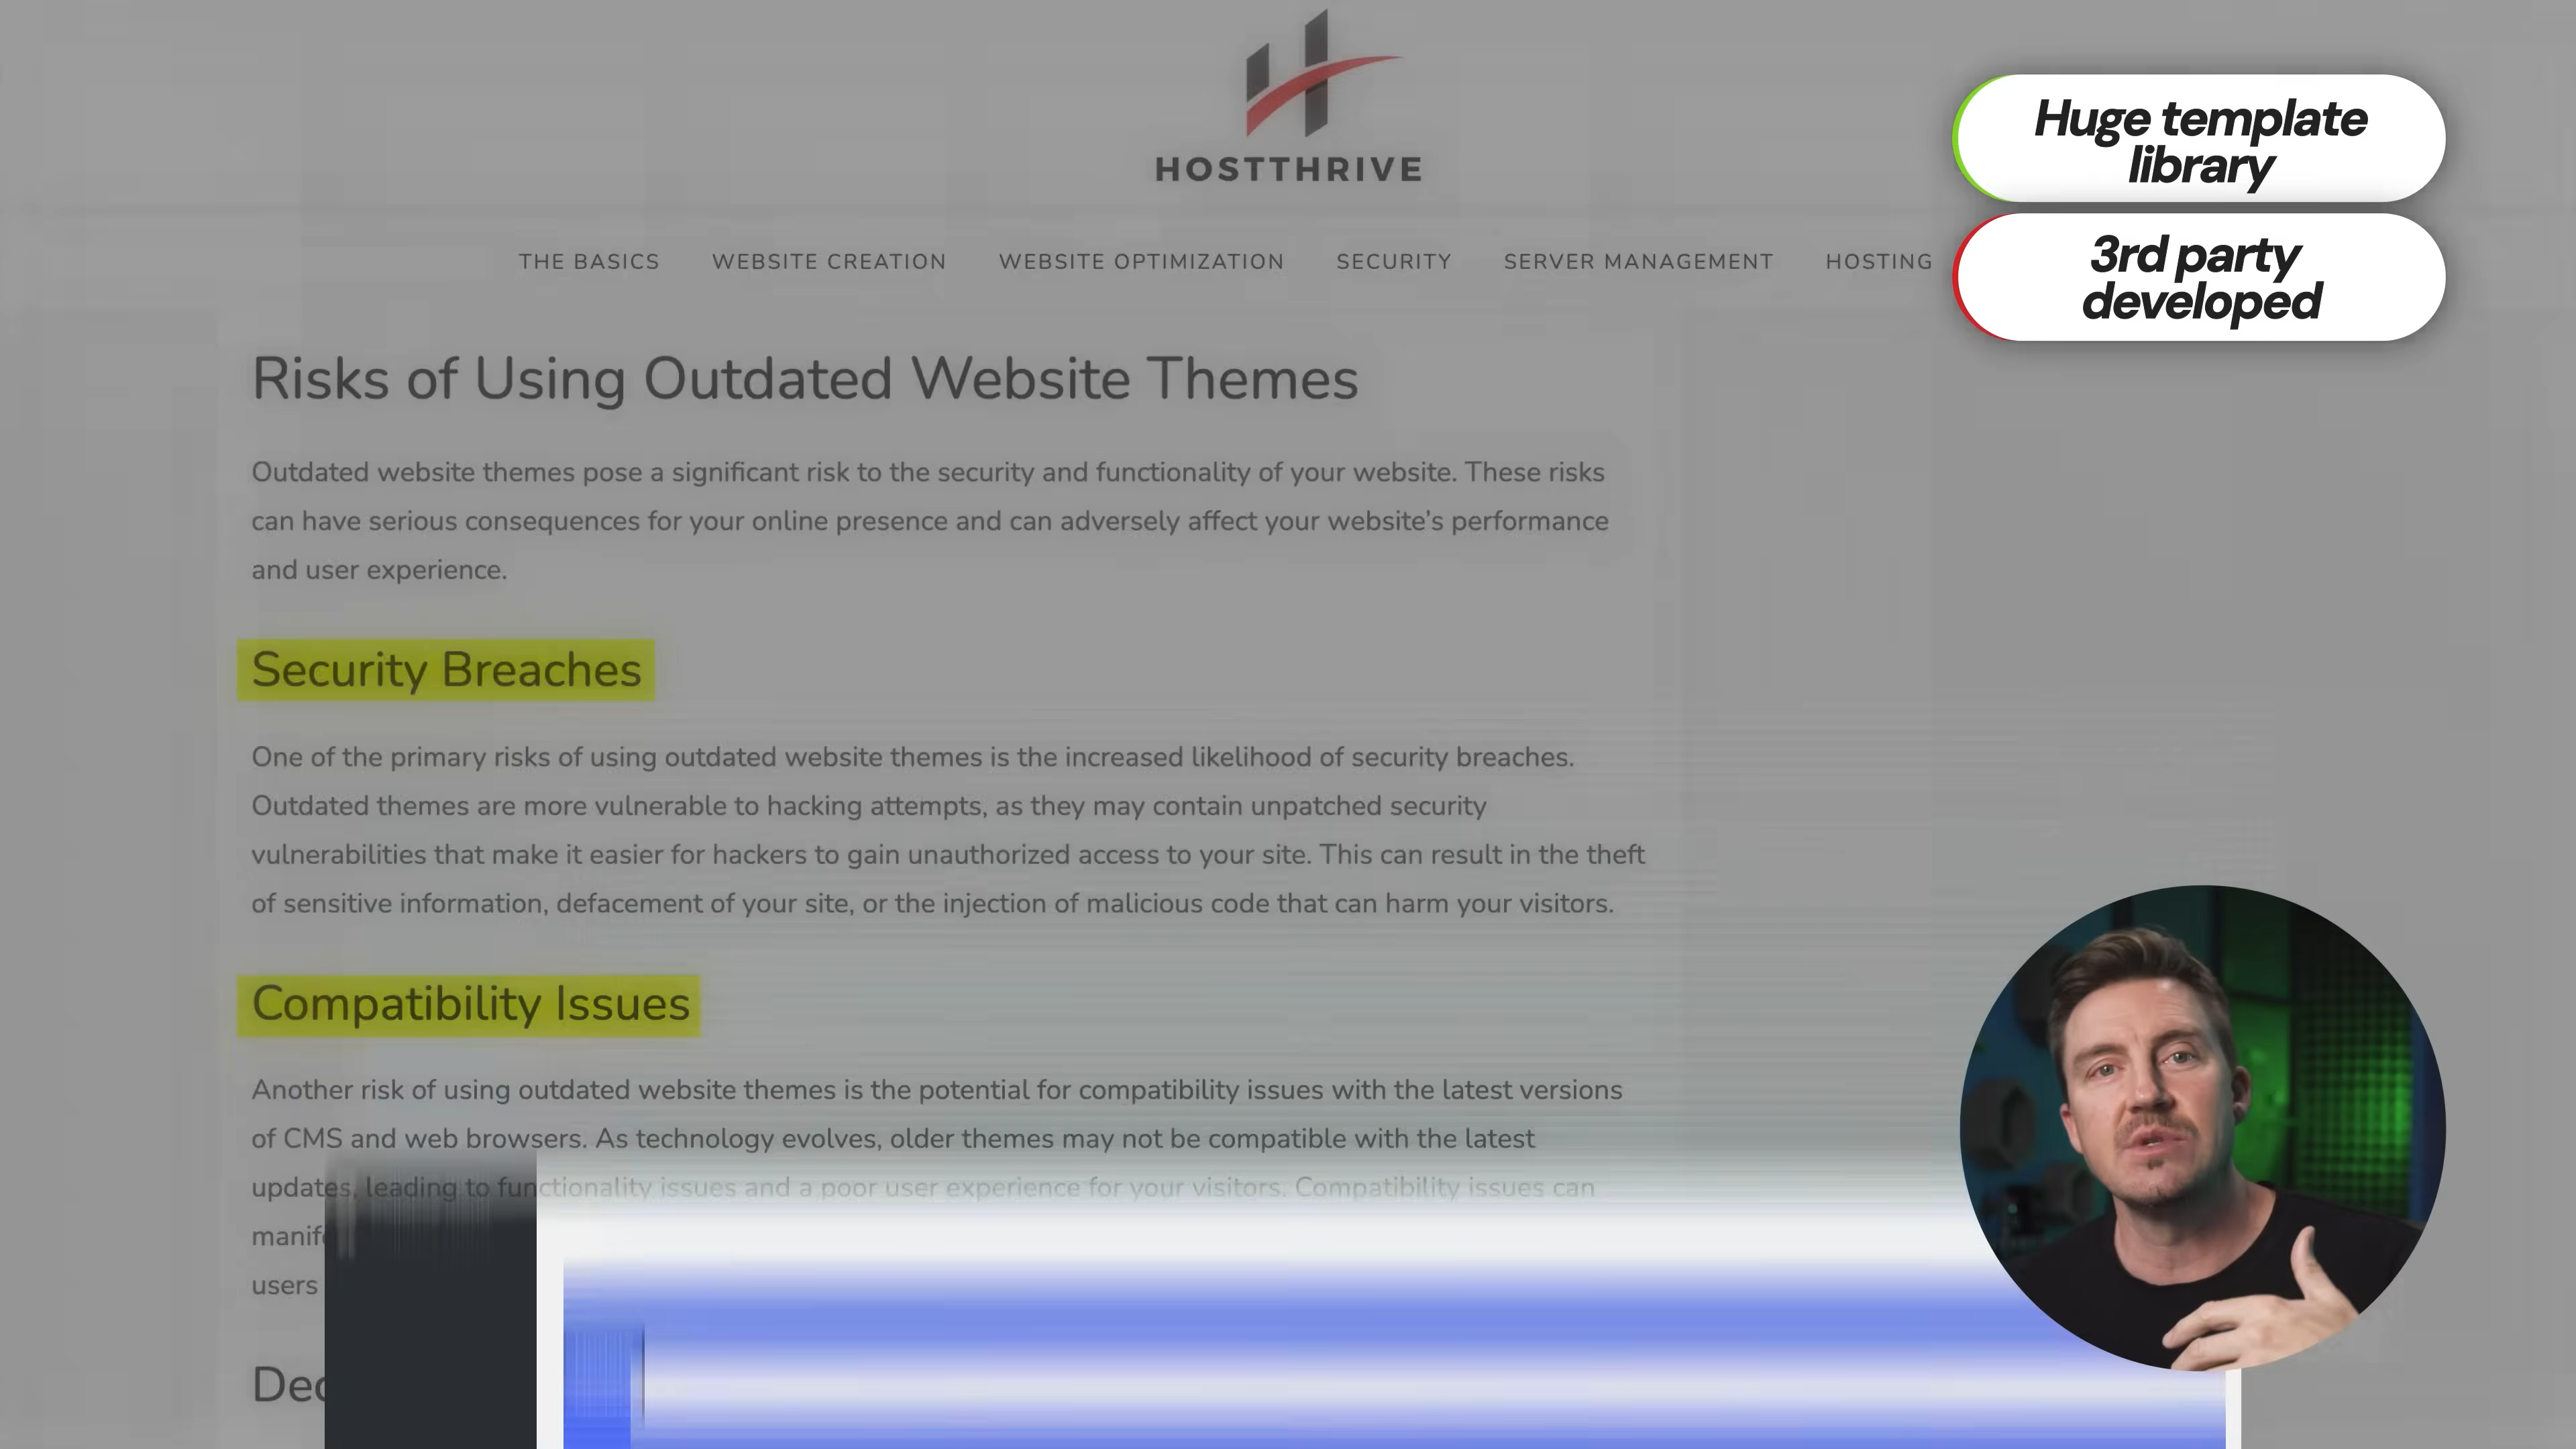 HOSTTHRIVE
Huge template
library
3rd party
developed
THE BASICS WEBSITE CREATION WEBSITE OPTIMIZATION SECURITY SERVER MANAGEMENT HOSTING
Risks of Using Outdated Website Themes
Outdated website themes pose a significant risk to the security and functionality of your website. These risks
can have serious consequences for your online presence and can adversely affect your website’s performance
and user experience.
Security Breaches
One of the primary risks of using outdated website themes is the increased likelihood of security breaches.
Outdated themes are more vulnerable to hacking attempts, as they may contain unpatched security
vulnerabilities that make it easier for hackers to gain unauthorized access to your site. This can result in the theft
of sensitive information, defacement of your site, or the injection of malicious code that can harm your visitors.
Compatibility Issues
Another risk of using outdated website themes is the potential for compatibility issues with the latest versions
of CMS and web browsers. As technology evolves, older themes may not be compatible with the latest
updates, leading to functionality issues and a poor user experience for your visitors. Compatibility issues can
users